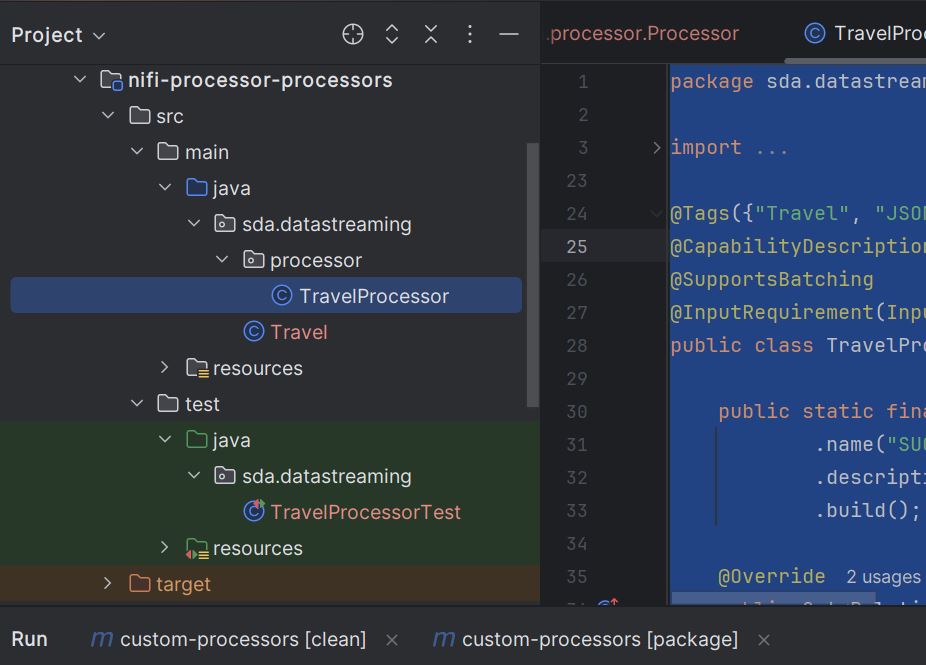 Project
nifi-processor-processors
src
main
java
sda.datastreaming
processor
TravelProcessor
Travel
resources
test
java
sda.datastreaming
TravelProcessorTest
resources
target
.processor.Processor
TravelProc
1 package sda.datastream
2
3 import ...
23
24 @Tags({"Travel", "JSON
25 @CapabilityDescription
26 @SupportsBatching
27 @InputRequirement(Inpu
28 public class TravelPro
29
30 public static fina
31 .name("SUC
32 .descripti
33 .build();
34
35 @Override 2 usages
Run
custom-processors [clean]
custom-processors [package]